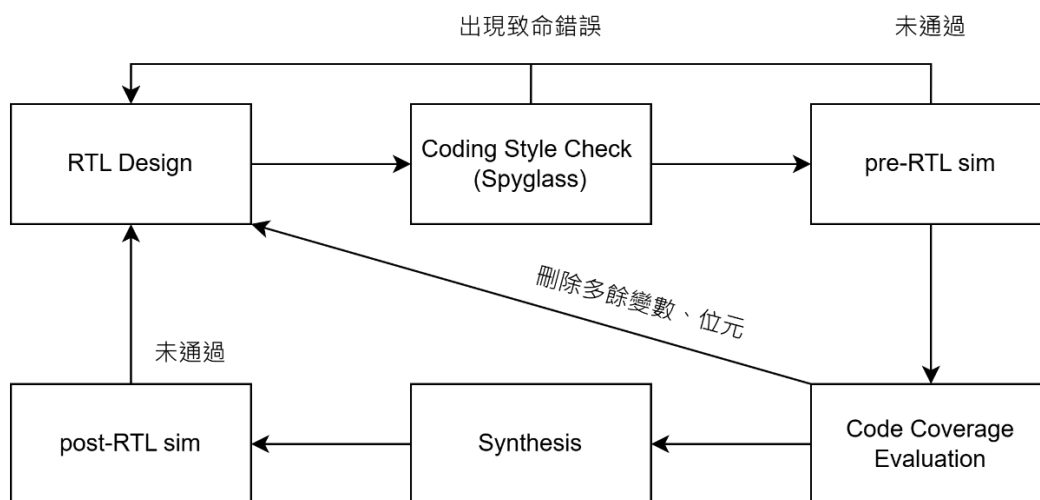 出現致命錯誤
未通過
RTL Design
Coding Style Check
(Spyglass)
pre-RTL sim
刪除多餘變數、位元
未通過
post-RTL sim
Synthesis
Code Coverage
Evaluation